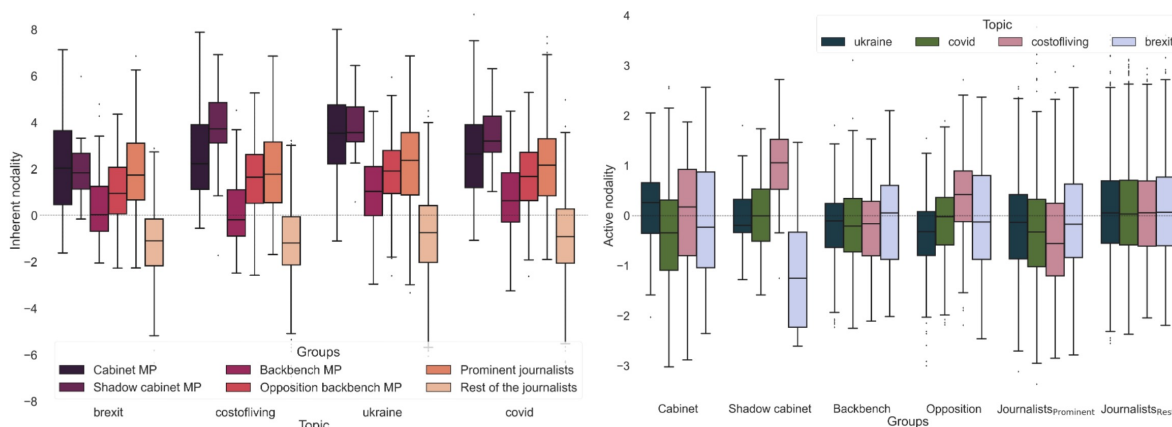 Inherent nodality
8
6
4
2
0
−2
−4
−6
−8
Groups
Cabinet MP
Shadow cabinet MP
Backbench MP
Opposition backbench MP
Prominent journalists
Rest of the journalists
brexit costofliving ukraine covid
Topic
Active nodality
4
3
2
1
0
−1
−2
−3
Topic
ukraine covid costofliving brexit
Cabinet Shadow cabinet Backbench Opposition JournalistsProminent JournalistsRest
Groups